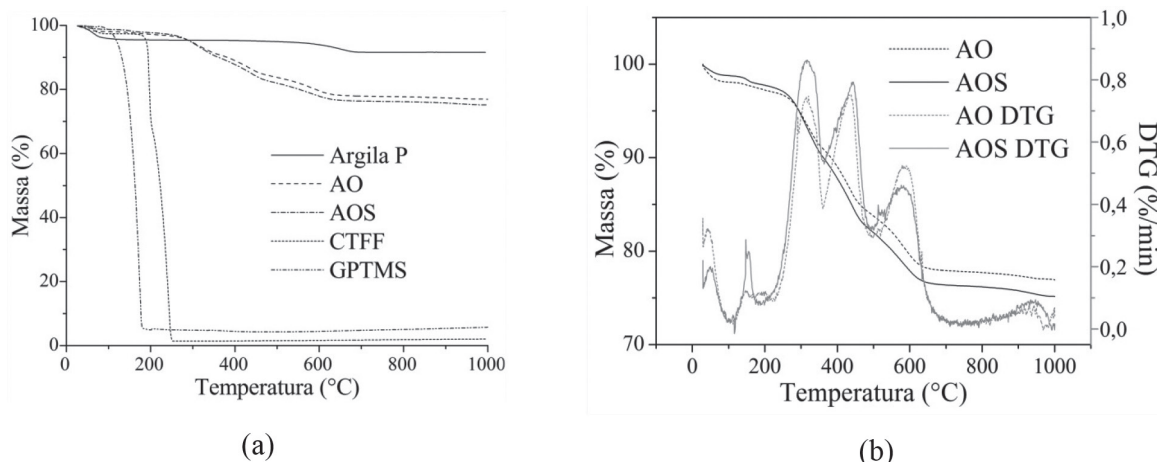 100
80
60
40
20
0
Massa (%)
Argila P
AO
AOS
CTFF
GPTMS
0 200 400 600 800 1000
Temperatura (°C)
(a)
100
90
80
70
Massa (%)
AO
AOS
AO DTG
AOS DTG
1,0
0,8
0,6
0,4
0,2
0,0
DTG (%/min)
0 200 400 600 800 1000
Temperatura (°C)
(b)